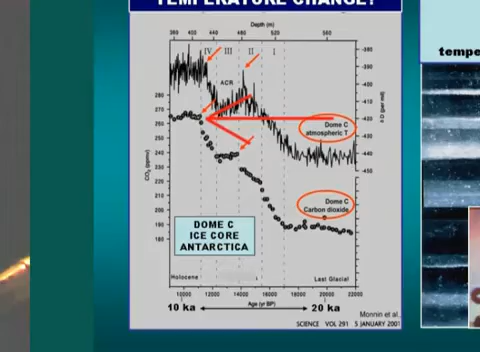 TEMPERATURE CHANGE?
Depth (m)
380 400 440 480 520 560
IV III II I
ACR
-380
-390
-400
-410
-420
-430
-440
-450
280
270
260
250
240
230
220
210
200
190
180
CO₂ (ppmv)
Dome C
atmospheric T
Dome C
Carbon dioxide
DOME C
ICE CORE
ANTARCTICA
Holocene
Last Glacial
10000 12000 14000 16000 18000 20000 22000
Age (yr BP)
10 ka
20 ka
Monnin et al.
SCIENCE VOL 291 5 JANUARY 2001
tempe